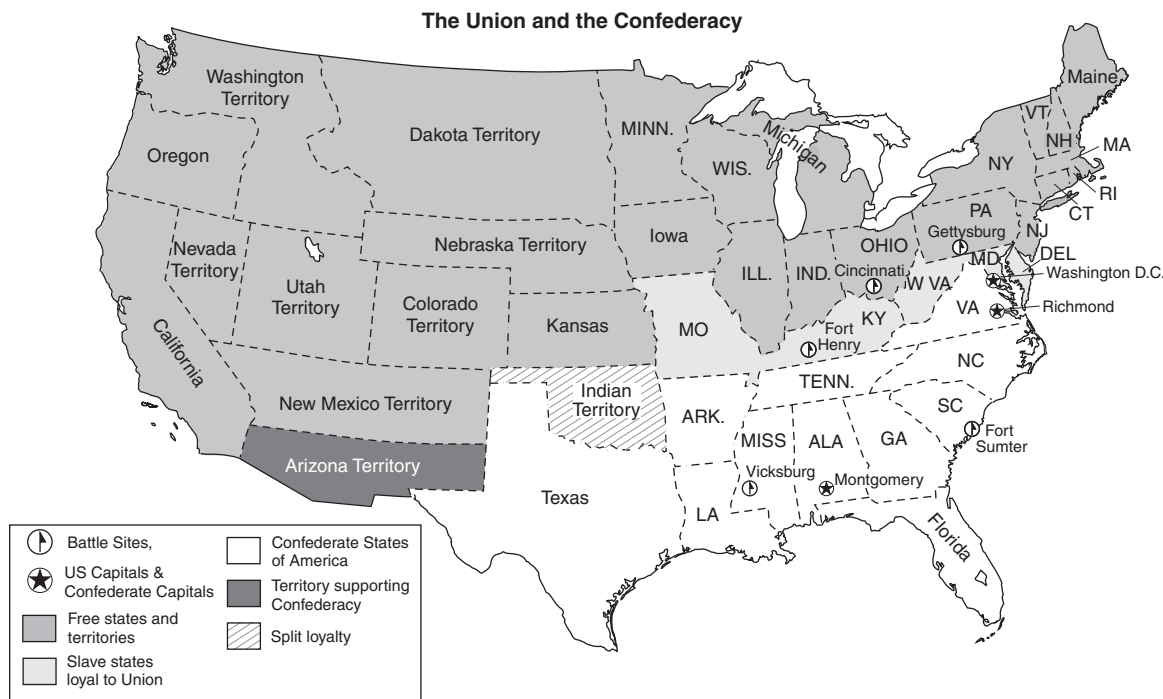 The Union and the Confederacy
Washington
Territory
Dakota Territory
MINN.
Michigan
Maine
VT
NH
MA
Oregon
WIS.
NY
RI
CT
PA
Gettysburg
NJ
Nevada
Territory
Nebraska Territory
Iowa
OHIO
DEL
MD
Washington D.C.
Utah
Territory
ILL.
IND.
Cincinnati
W VA
Colorado
Territory
VA
Richmond
Kansas
MO
KY
Fort
Henry
California
NC
TENN.
New Mexico Territory
Indian
Territory
ARK.
SC
Fort
Sumter
MISS
ALA
GA
Arizona Territory
Vicksburg
Montgomery
Texas
LA
Florida
Battle Sites,
US Capitals &
Confederate Capitals
Free states and
territories
Slave states
loyal to Union
Confederate States
of America
Territory supporting
Confederacy
Split loyalty